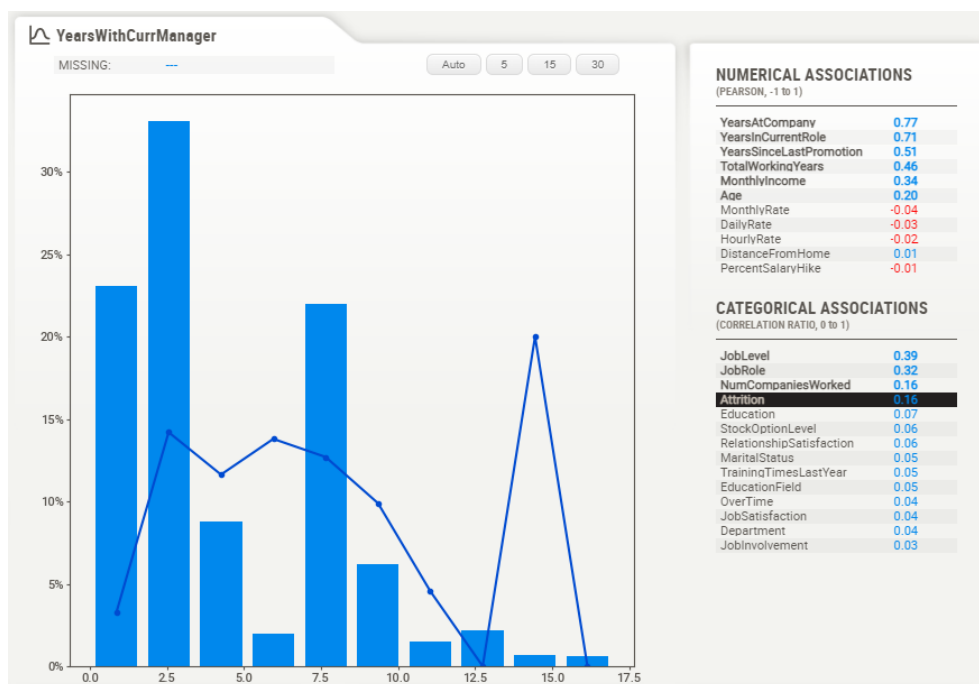 YearsWithCurrManager
MISSING: ---
Auto 5 15 30
30%
25%
20%
15%
10%
5%
0%
0.0 2.5 5.0 7.5 10.0 12.5 15.0 17.5
NUMERICAL ASSOCIATIONS
(PEARSON, -1 to 1)
YearsAtCompany 0.77
YearsInCurrentRole 0.71
YearsSinceLastPromotion 0.51
TotalWorkingYears 0.46
MonthlyIncome 0.34
Age 0.20
MonthlyRate -0.04
DailyRate -0.03
HourlyRate -0.02
DistanceFromHome 0.01
PercentSalaryHike -0.01
CATEGORICAL ASSOCIATIONS
(CORRELATION RATIO, 0 to 1)
JobLevel 0.39
JobRole 0.32
NumCompaniesWorked 0.16
Attrition 0.16
Education 0.07
StockOptionLevel 0.06
RelationshipSatisfaction 0.06
MaritalStatus 0.05
TrainingTimesLastYear 0.05
EducationField 0.05
OverTime 0.04
JobSatisfaction 0.04
Department 0.04
JobInvolvement 0.03